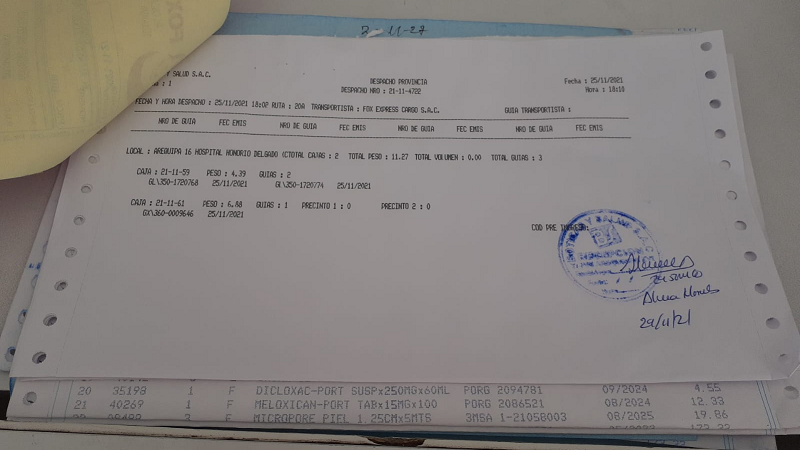 Y SALUD S.A.C.
: 1
DESPACHO PROVINCIA
DESPACHO NRO : 21-11-4722
Fecha : 25/11/2021
Hora : 18:10
FECHA Y HORA DESPACHO : 25/11/2021 18:02 RUTA : 20A TRANSPORTISTA : FOX EXPRESS CARGO S.A.C. GUIA TRANSPORTISTA :
NRO DE GUIA FEC EMIS NRO DE GUIA FEC EMIS NRO DE GUIA FEC EMIS NRO DE GUIA FEC EMIS
LOCAL : AREQUIPA 16 HOSPITAL HONORIO DELGADO (CTOTAL CAJAS : 2 TOTAL PESO : 11.27 TOTAL VOLUMEN : 0.00 TOTAL GUIAS : 3
CAJA : 21-11-59 PESO : 4.39 GUIAS : 2
GL\350-1720768 25/11/2021 GL\350-1720774 25/11/2021
CAJA : 21-11-61 PESO : 6.88 GUIAS : 1 PRECINTO 1 : 0 PRECINTO 2 : 0
GX\360-0009646 25/11/2021
COD PRE
29/11/21
20 35198 1 F DICLOXAC-PORT SUSPx250MGx60ML PORG 2094781 09/2024 4.55
21 40269 1 F MELOXICAN-PORT TABx15MGx100 PORG 2086521 08/2024 12.33
3 F MICROPORE PIEL 1.25CMx5MTS 3MSA 1-21058003 08/2025 19.86